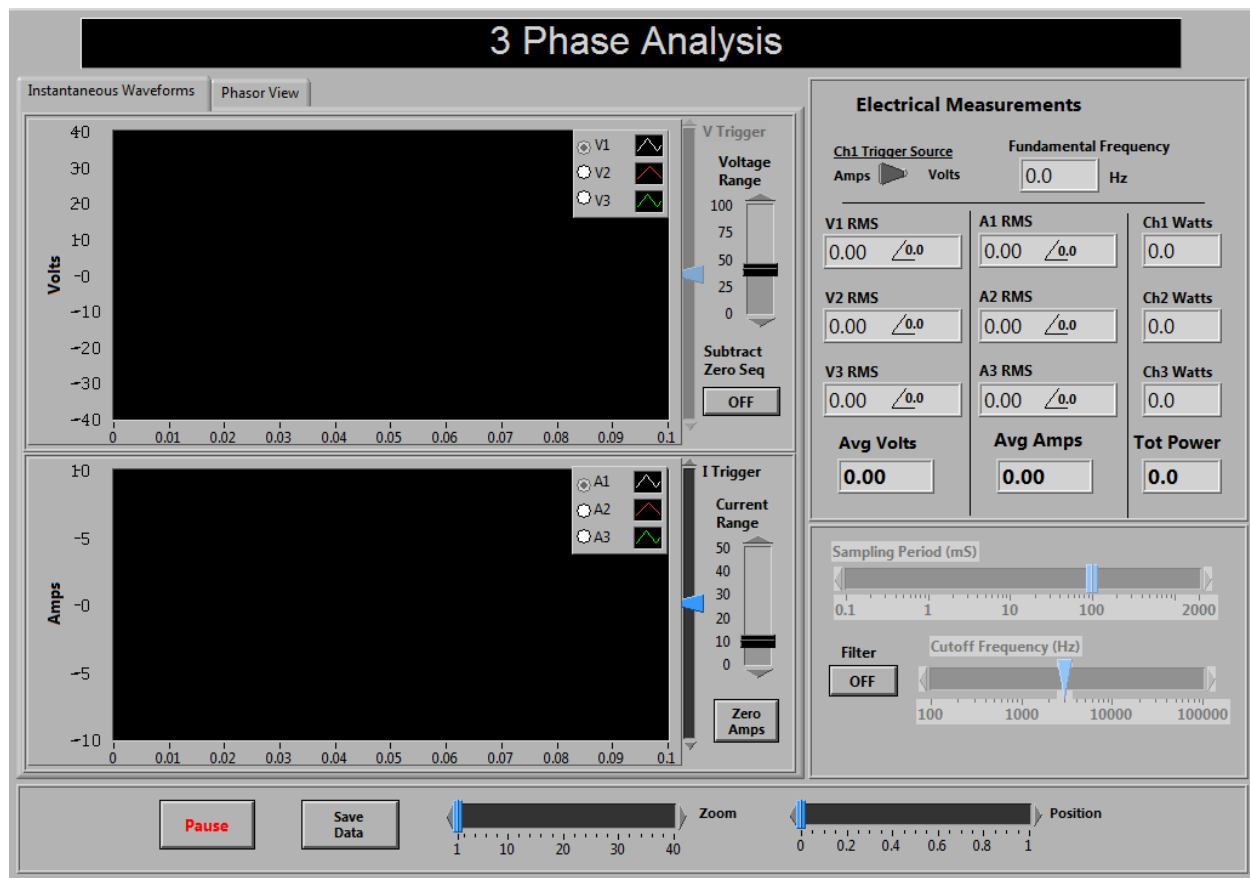 3 Phase Analysis
Instantaneous Waveforms
Phasor View
40
30
20
10
-0
-10
-20
-30
-40
Volts
0 0.01 0.02 0.03 0.04 0.05 0.06 0.07 0.08 0.09 0.1
V1
V2
V3
V Trigger
Voltage
Range
100
75
50
25
0
Subtract
Zero Seq
OFF
10
-5
-0
-5
-10
Amps
0 0.01 0.02 0.03 0.04 0.05 0.06 0.07 0.08 0.09 0.1
A1
A2
A3
I Trigger
Current
Range
50
40
30
20
10
0
Zero
Amps
Electrical Measurements
Ch1 Trigger Source
Amps Volts
Fundamental Frequency
0.0 Hz
V1 RMS A1 RMS Ch1 Watts
0.00 0.0 0.00 0.0 0.0
V2 RMS A2 RMS Ch2 Watts
0.00 0.0 0.00 0.0 0.0
V3 RMS A3 RMS Ch3 Watts
0.00 0.0 0.00 0.0 0.0
Avg Volts Avg Amps Tot Power
0.00 0.00 0.0
Sampling Period (mS)
0.1 1 10 100 2000
Filter
OFF
Cutoff Frequency (Hz)
100 1000 10000 100000
Pause
Save
Data
Zoom
1 10 20 30 40
Position
0 0.2 0.4 0.6 0.8 1